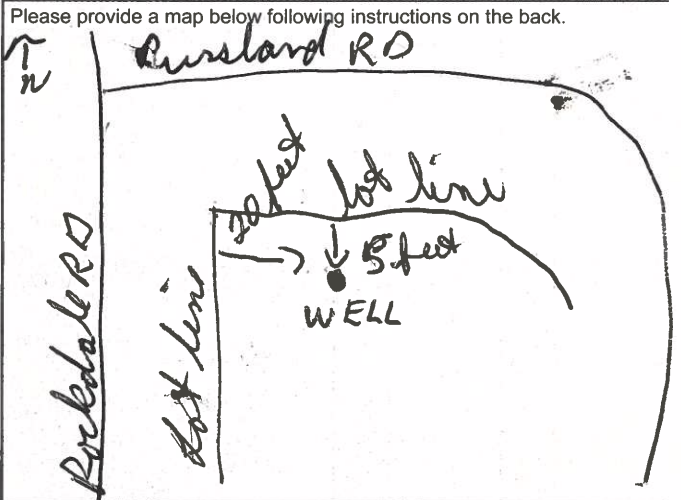 Please provide a map below following instructions on the back.
N
Russland RD
20 feet
lot line
5 feet
WELL
Lot line
Rockdale RD